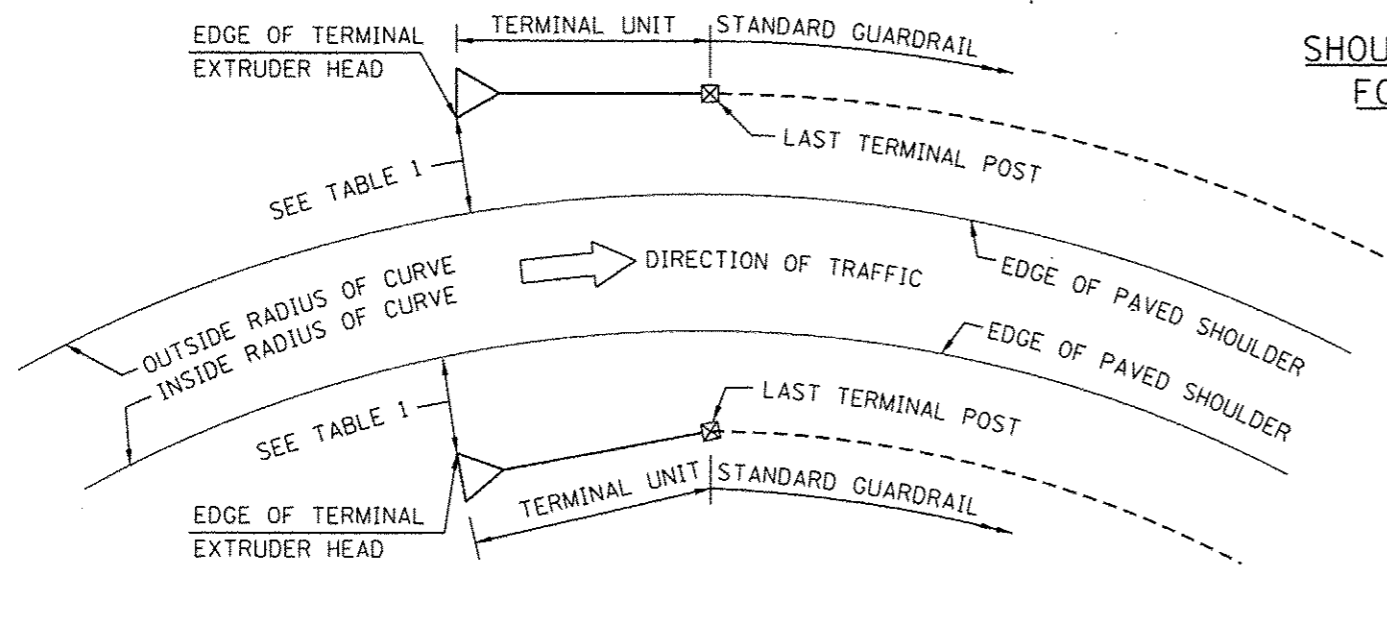 EDGE OF TERMINAL
EXTRUDER HEAD
TERMINAL UNIT
STANDARD GUARDRAIL
LAST TERMINAL POST
SEE TABLE 1
DIRECTION OF TRAFFIC
EDGE OF PAVED SHOULDER
OUTSIDE RADIUS OF CURVE
INSIDE RADIUS OF CURVE
EDGE OF PAVED SHOULDER
SEE TABLE 1
LAST TERMINAL POST
TERMINAL UNIT
STANDARD GUARDRAIL
EDGE OF TERMINAL
EXTRUDER HEAD
SHOU
FO